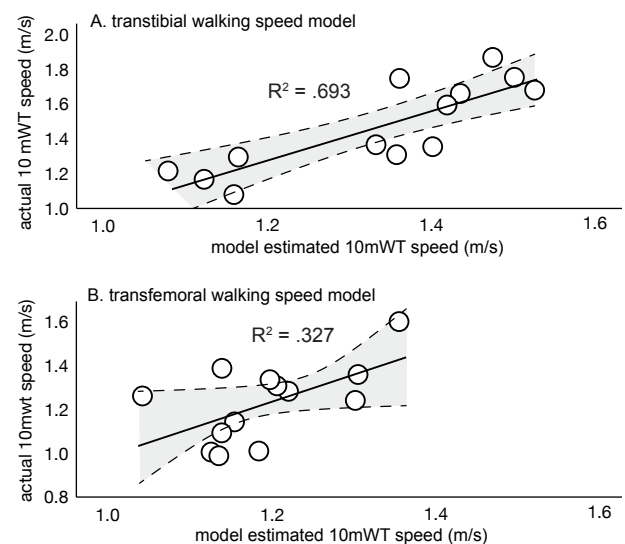 A. transtibial walking speed model
actual 10 mWT speed (m/s)
2.0
1.8
1.6
1.4
1.2
1.0
R² = .693
1.0 1.2 1.4 1.6
model estimated 10mWT speed (m/s)
B. transfemoral walking speed model
actual 10mwt speed (m/s)
1.6
1.4
1.2
1.0
0.8
R² = .327
1.0 1.2 1.4 1.6
model estimated 10mWT speed (m/s)